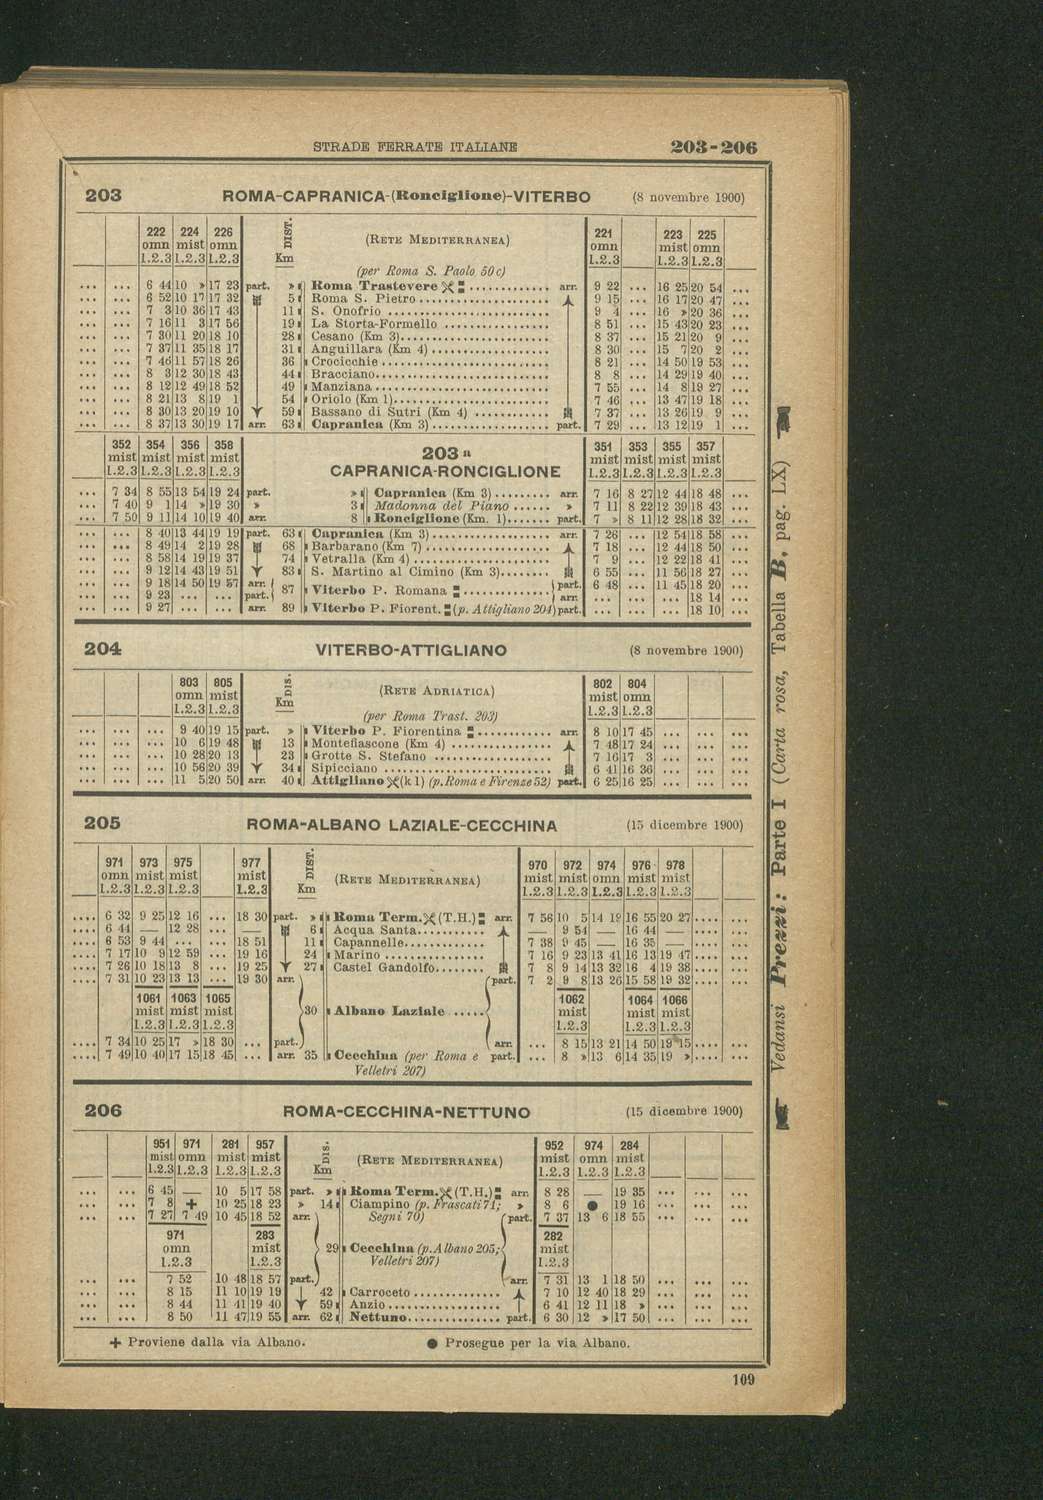 STRADE FERRATE ITALIANE 203-206
203 ROMA-CAPRANICA-(Ronciglione)-VITERBO (8 novembre 1900)
222 224 226 DIST. (RETE MEDITERRANEA) 221 223 225
omn mist omn omn mist omn
1.2.3 1.2.3 1.2.3 Km 1.2.3 1.2.3 1.2.3
(per Roma S. Paolo 50c)
... ... 6 44 10 » 17 23 part. » Roma Trastevere ............ arr. 9 22 ... 16 25 20 54 ...
... ... 6 52 10 17 17 32 5 Roma S. Pietro .................... 9 15 ... 16 17 20 47 ...
... ... 7 3 10 36 17 43 11 S. Onofrio ......................... 9 4 ... 16 » 20 36 ...
... ... 7 16 11 3 17 56 19 La Storta-Formello ................ 8 51 ... 15 43 20 23 ...
... ... 7 30 11 20 18 10 28 Cesano (Km 3)....................... 8 37 ... 15 21 20 9 ...
... ... 7 37 11 35 18 17 31 Anguillara (Km 4) .................. 8 30 ... 15 7 20 2 ...
... ... 7 46 11 57 18 26 36 Crocicchie .......................... 8 21 ... 14 50 19 53 ...
... ... 8 3 12 30 18 43 44 Bracciano........................... 8 8 ... 14 29 19 40 ...
... ... 8 12 12 49 18 52 49 Manziana........................... 7 55 ... 14 8 19 27 ...
... ... 8 21 13 8 19 1 54 Oriolo (Km 1)........................ 7 46 ... 13 47 19 18 ...
... ... 8 30 13 20 19 10 59 Bassano di Sutri (Km 4) ............ 7 37 ... 13 26 19 9 ...
... ... 8 37 13 30 19 17 arr. 63 Capranica (Km 3)................... part. 7 29 ... 13 12 19 1 ...
352 354 356 358 203 a 351 353 355 357
mist mist mist mist CAPRANICA-RONCIGLIONE mist mist mist mist
1.2.3 1.2.3 1.2.3 1.2.3 1.2.3 1.2.3 1.2.3 1.2.3
... 7 34 8 55 13 54 19 24 part. » Capranica (Km 3)......... arr. 7 16 8 27 12 44 18 48 ...
... 7 40 9 1 14 » 19 30 » 3 Madonna del Piano ...... » 7 11 8 22 12 39 18 43 ...
... 7 50 9 11 14 10 19 40 arr. 8 Ronciglione (Km. 1)....... part. 7 » 8 11 12 28 18 32 ...
... ... 8 40 13 44 19 19 part. 63 Capranica (Km 3)................... arr. 7 26 ... 12 54 18 58 ...
... ... 8 49 14 2 19 28 68 Barbarano (Km 7) .................. 7 18 ... 12 44 18 50 ...
... ... 8 58 14 19 19 37 74 Vetralla (Km 4) ..................... 7 9 ... 12 22 18 41 ...
... ... 9 12 14 43 19 51 83 S. Martino al Cimino (Km 3)........ 6 55 ... 11 56 18 27 ...
... ... 9 18 14 50 19 57 arr. 87 Viterbo P. Romana .............. part. 6 48 ... 11 45 18 20 ...
... ... 9 23 ... ... part. arr. ... ... ... 18 14 ...
... ... 9 27 ... ... arr. 89 Viterbo P. Fiorent. (p. Attigliano 204) part. ... ... ... 18 10 ...
204 VITERBO-ATTIGLIANO (8 novembre 1900)
803 805 DIS. (RETE ADRIATICA) 802 804
omn mist mist omn
1.2.3 1.2.3 Km 1.2.3 1.2.3
(per Roma Trast. 203)
... ... ... 9 40 19 15 part. » Viterbo P. Fiorentina ............ arr. 8 10 17 45 ... ... ...
... ... ... 10 6 19 48 13 Montefiascone (Km 4) ............... 7 48 17 24 ... ... ...
... ... ... 10 28 20 13 23 Grotte S. Stefano .................. 7 16 17 3 ... ... ...
... ... ... 10 56 20 39 34 Sipicciano .......................... 6 41 16 36 ... ... ...
... ... ... 11 5 20 50 arr. 40 Attigliano (k 1) (p. Roma e Firenze 52) part. 6 25 16 25 ... ... ...
205 ROMA-ALBANO LAZIALE-CECCHINA (15 dicembre 1900)
971 973 975 977 DIST. 970 972 974 976 978
omn mist mist mist (RETE MEDITERRANEA) mist mist omn mist mist
1.2.3 1.2.3 1.2.3 1.2.3 Km 1.2.3 1.2.3 1.2.3 1.2.3 1.2.3
.... 6 32 9 25 12 16 ... 18 30 part. » Roma Term. (T.H.) arr. 7 56 10 5 14 19 16 55 20 27 .... ...
.... 6 44 — 12 28 ... — 6 Acqua Santa........... — 9 54 — 16 44 — .... ...
.... 6 53 9 44 ... ... 18 51 11 Capannelle............. 7 38 9 45 — 16 35 — .... ...
.... 7 17 10 9 12 59 ... 19 16 24 Marino ................ 7 16 9 23 13 41 16 13 19 47 .... ...
.... 7 26 10 18 13 8 ... 19 25 27 Castel Gandolfo........ 7 8 9 14 13 32 16 4 19 38 .... ...
.... 7 31 10 23 13 13 ... 19 30 arr. part. 7 2 9 8 13 26 15 58 19 32 .... ...
1061 1063 1065 1062 1064 1066
mist mist mist 30 Albano Laziale ..... mist mist mist
1.2.3 1.2.3 1.2.3 1.2.3 1.2.3 1.2.3
.... 7 34 10 25 17 » 18 30 ... part. arr. ... 8 15 13 21 14 50 19 15 .... ...
.... 7 49 10 40 17 15 18 45 ... arr. 35 Cecchina (per Roma e part. ... 8 » 13 6 14 35 19 » .... ...
Velletri 207)
206 ROMA-CECCHINA-NETTUNO (15 dicembre 1900)
951 971 281 957 DIS. 952 974 284
mist omn mist mist (RETE MEDITERRANEA) mist omn mist
1.2.3 1.2.3 1.2.3 1.2.3 Km 1.2.3 1.2.3 1.2.3
... ... 6 45 — 10 5 17 58 part. » Roma Term. (T.H.) arr. 8 28 — 19 35 ... ... ...
... ... 7 8 + 10 25 18 23 » 14 Ciampino (p. Frascati 71; » 8 6 ● 19 16 ... ... ...
... ... 7 27 7 49 10 45 18 52 arr. Segni 70) part. 7 37 13 6 18 55 ... ... ...
971 283 282
omn mist 29 Cecchina (p. Albano 205; mist
1.2.3 1.2.3 Velletri 207) 1.2.3
... ... 7 52 10 48 18 57 part. arr. 7 31 13 1 18 50 ... ... ...
... ... 8 15 11 10 19 19 42 Carroceto .............. 7 10 12 40 18 29 ... ... ...
... ... 8 44 11 41 19 40 59 Anzio .................. 6 41 12 11 18 » ... ... ...
... ... 8 50 11 47 19 55 arr. 62 Nettuno............... part. 6 30 12 » 17 50 ... ... ...
+ Proviene dalla via Albano. ● Prosegue per la via Albano.
109
Vedansi Prezzi: Parte I (Carta rosa, Tabella B, pag. LX)